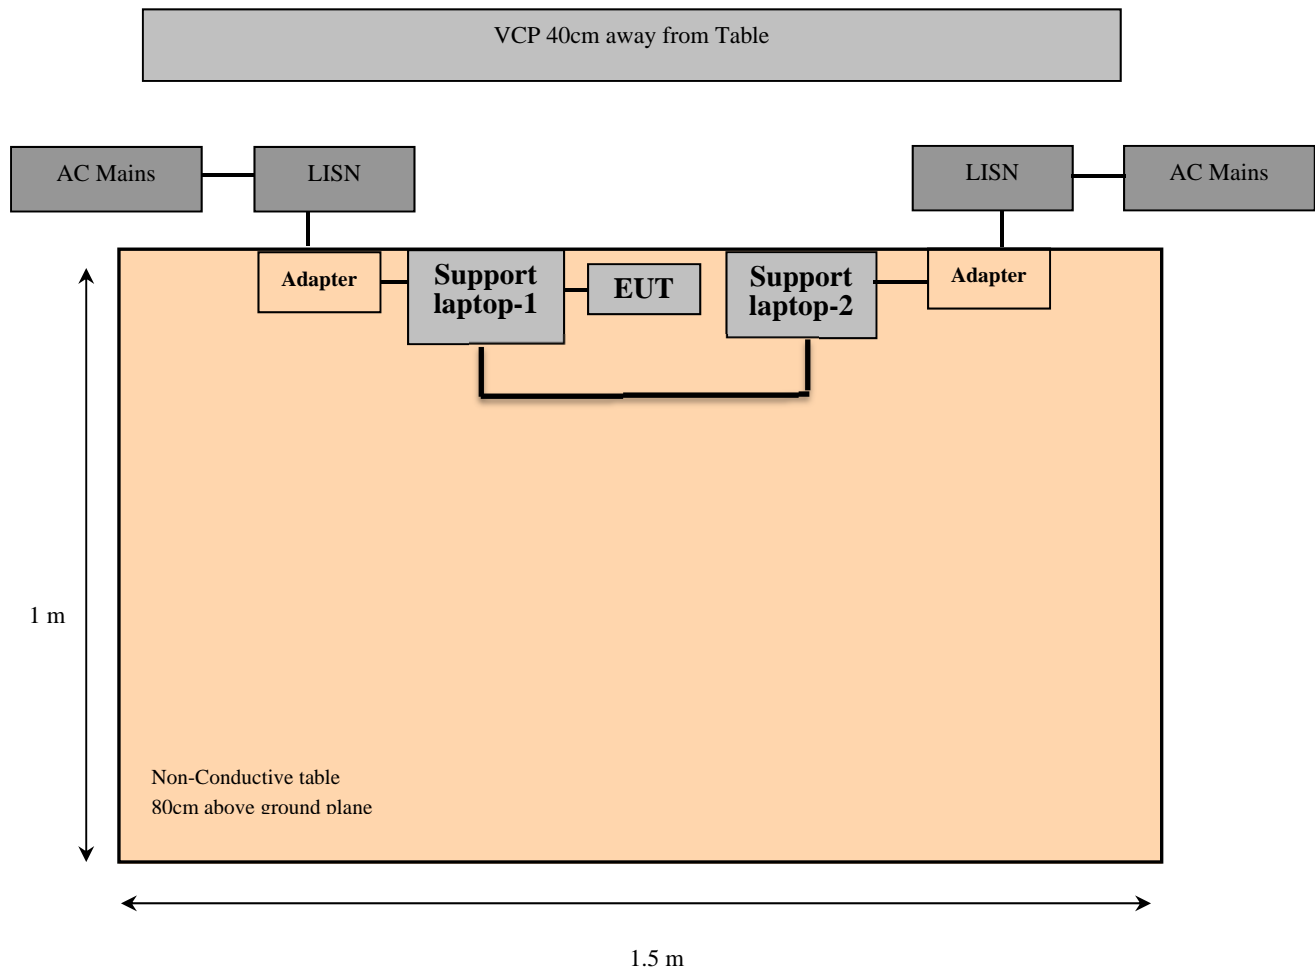 VCP 40cm away from Table
AC Mains
LISN
LISN
AC Mains
Adapter
Support
laptop-1
EUT
Support
laptop-2
Adapter
1 m
Non-Conductive table
80cm above ground plane
1.5 m